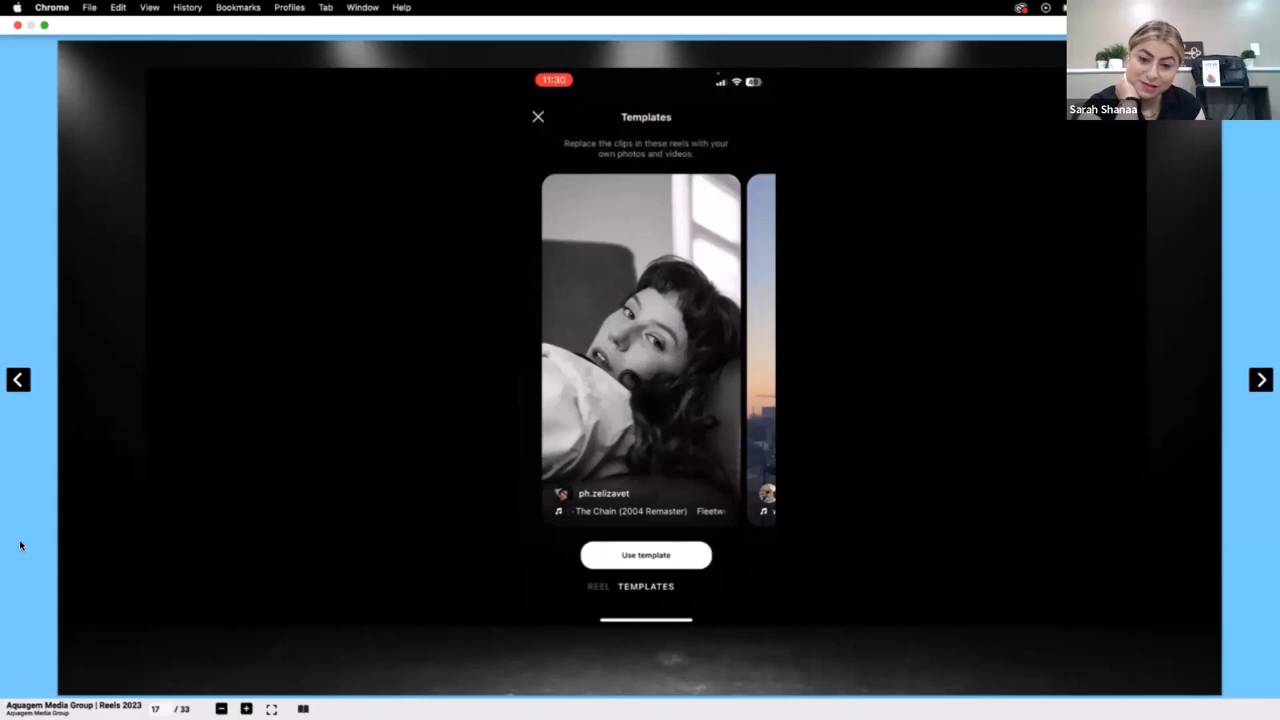 Chrome File Edit View History Bookmarks Profiles Tab Window Help
Sarah Shanaa
11:30
Templates
Replace the clips in these reels with your
own photos and videos.
ph.zelizavet
The Chain (2004 Remaster) Fleetw
Use template
REEL TEMPLATES
Aquagem Media Group | Reels 2023
Aquagem Media Group
17 / 33